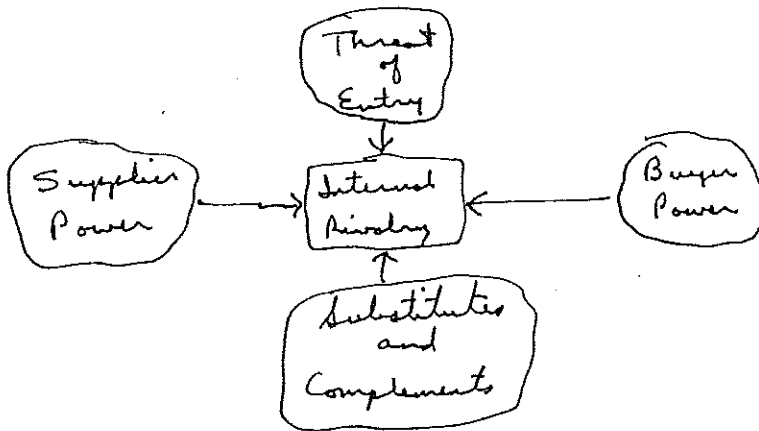 Threat
of
Entry
Supplier
Power
Internal
Rivalry
Buyer
Power
Substitutes
and
Complements